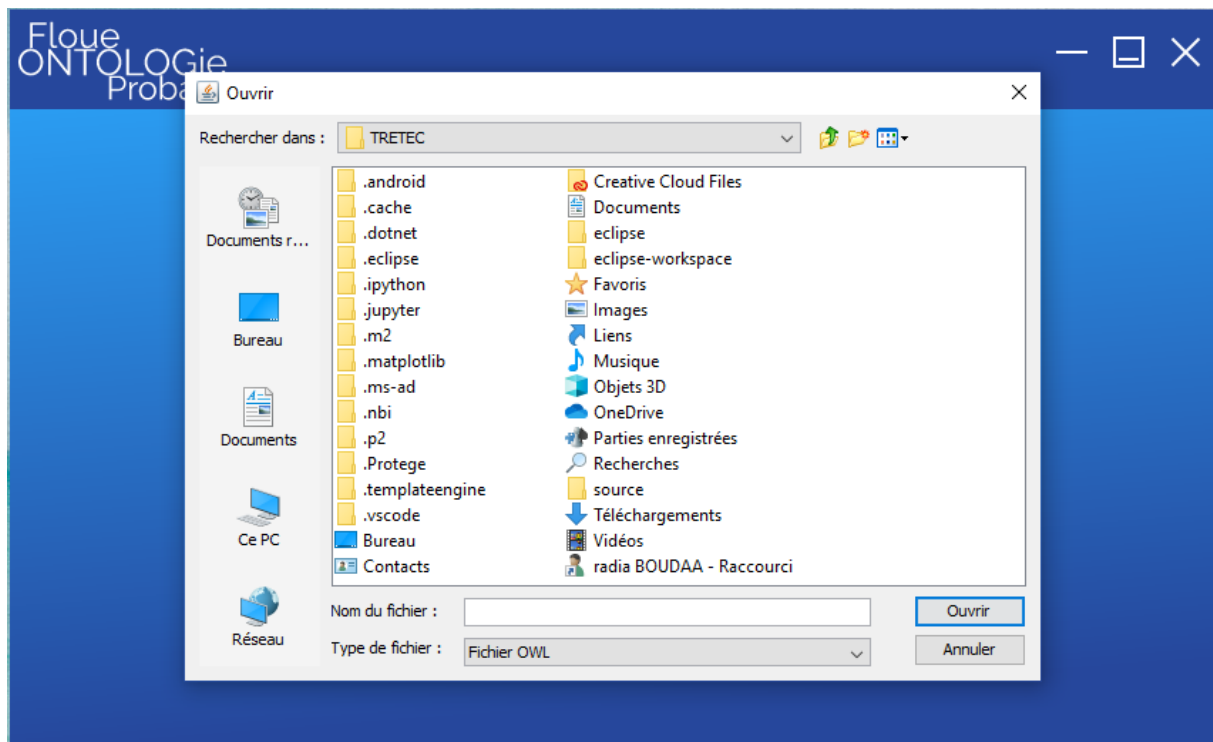 Floue
ONTOLOGie
Proba
Ouvrir
Rechercher dans :
TRETEC
Documents r...
Bureau
Documents
Ce PC
Réseau
.android
.cache
.dotnet
.eclipse
.ipython
.jupyter
.m2
.matplotlib
.ms-ad
.nbi
.p2
.Protege
.templateengine
.vscode
Bureau
Contacts
Creative Cloud Files
Documents
eclipse
eclipse-workspace
Favoris
Images
Liens
Musique
Objets 3D
OneDrive
Parties enregistrées
Recherches
source
Téléchargements
Vidéos
radia BOUDAA - Raccourci
Nom du fichier :
Ouvrir
Type de fichier :
Fichier OWL
Annuler